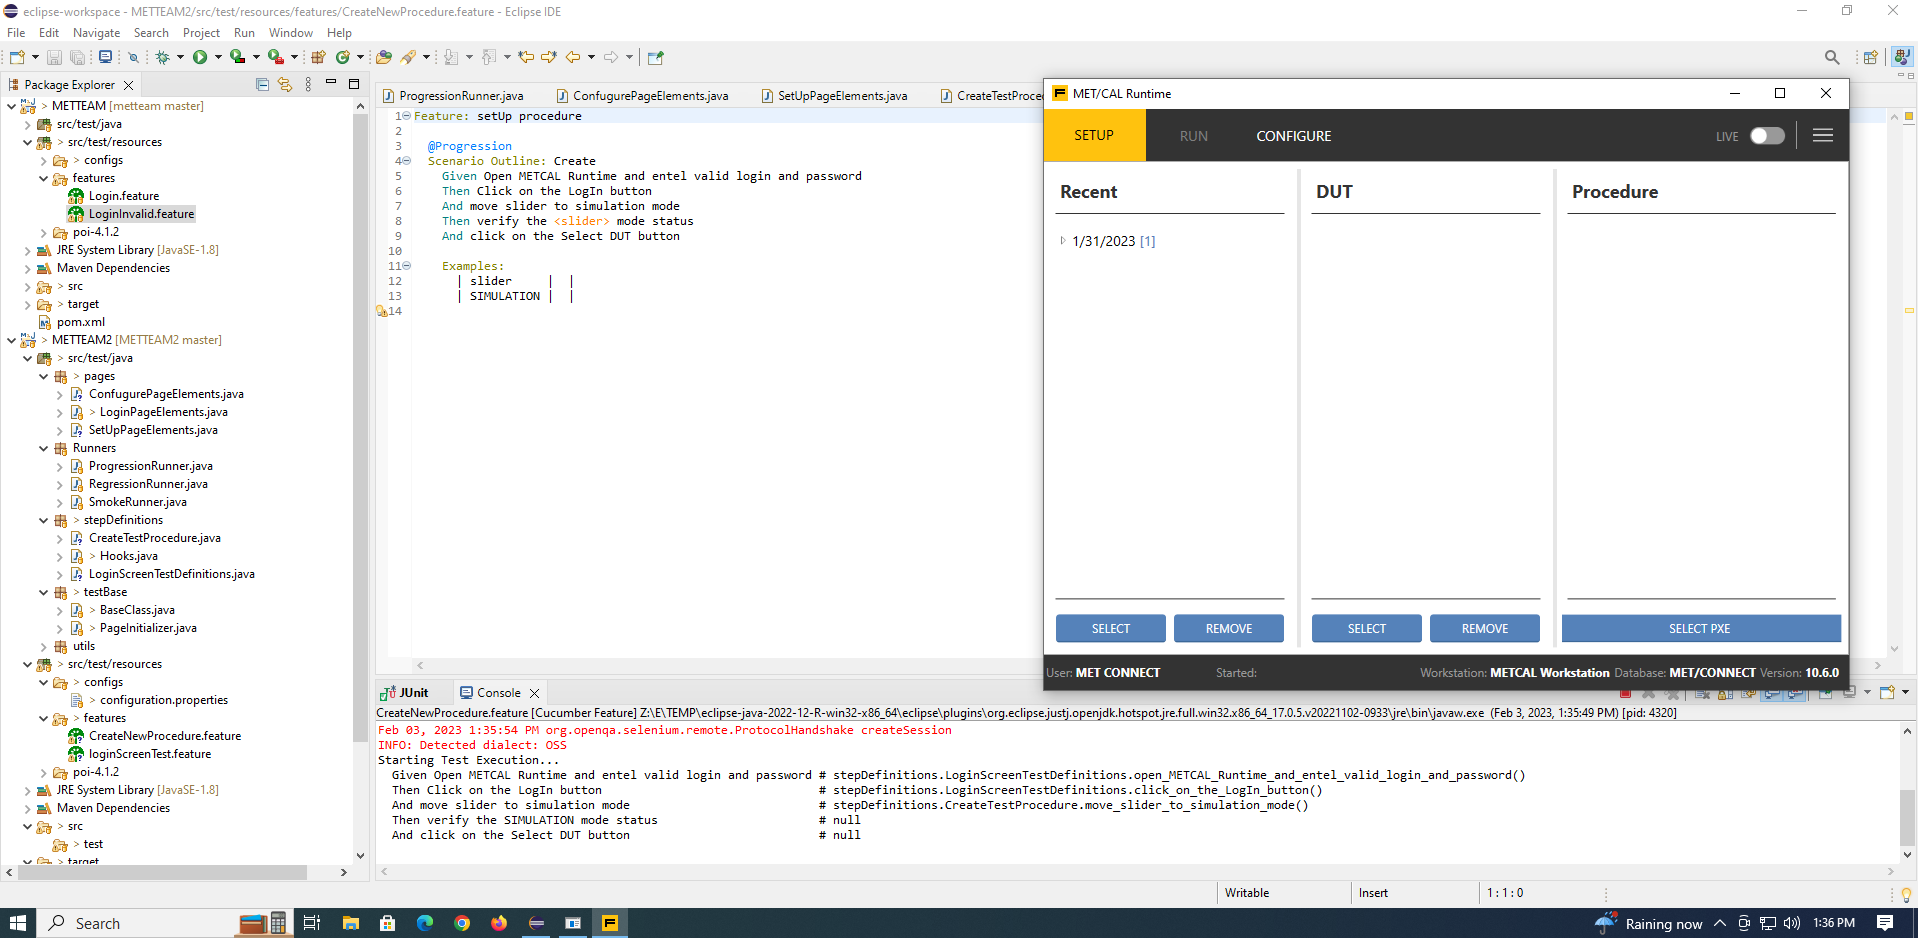 eclipse-workspace - METTEAM2/src/test/resources/features/CreateNewProcedure.feature - Eclipse IDE
File Edit Navigate Search Project Run Window Help
Package Explorer
> METTEAM [metteam master]
src/test/java
> src/test/resources
> configs
features
Login.feature
LoginInvalid.feature
> poi-4.1.2
JRE System Library [JavaSE-1.8]
Maven Dependencies
> src
> target
pom.xml
> METTEAM2 [METTEAM2 master]
> src/test/java
> pages
ConfugurePageElements.java
> LoginPageElements.java
SetUpPageElements.java
Runners
ProgressionRunner.java
RegressionRunner.java
SmokeRunner.java
> stepDefinitions
CreateTestProcedure.java
> Hooks.java
LoginScreenTestDefinitions.java
> testBase
> BaseClass.java
> PageInitializer.java
utils
> src/test/resources
> configs
> configuration.properties
> features
CreateNewProcedure.feature
loginScreenTest.feature
> poi-4.1.2
JRE System Library [JavaSE-1.8]
Maven Dependencies
> src
> test
> target
ProgressionRunner.java ConfugurePageElements.java SetUpPageElements.java CreateTestProce
1 Feature: setUp procedure
2
3 @Progression
4 Scenario Outline: Create
5 Given Open METCAL Runtime and entel valid login and password
6 Then Click on the LogIn button
7 And move slider to simulation mode
8 Then verify the <slider> mode status
9 And click on the Select DUT button
10
11 Examples:
12 | slider | |
13 | SIMULATION | |
14
MET/CAL Runtime
SETUP RUN CONFIGURE LIVE
Recent DUT Procedure
1/31/2023 [1]
SELECT REMOVE SELECT REMOVE SELECT PXE
User: MET CONNECT Started: Workstation: METCAL Workstation Database: MET/CONNECT Version: 10.6.0
JUnit Console
CreateNewProcedure.feature [Cucumber Feature] Z:\E\TEMP\eclipse-java-2022-12-R-win32-x86_64\eclipse\plugins\org.eclipse.justj.openjdk.hotspot.jre.full.win32.x86_64_17.0.5.v20221102-0933\jre\bin\javaw.exe (Feb 3, 2023, 1:35:49 PM) [pid: 4320]
Feb 03, 2023 1:35:54 PM org.openqa.selenium.remote.ProtocolHandshake createSession
INFO: Detected dialect: OSS
Starting Test Execution...
Given Open METCAL Runtime and entel valid login and password # stepDefinitions.LoginScreenTestDefinitions.open_METCAL_Runtime_and_entel_valid_login_and_password()
Then Click on the LogIn button # stepDefinitions.LoginScreenTestDefinitions.click_on_the_LogIn_button()
And move slider to simulation mode # stepDefinitions.CreateTestProcedure.move_slider_to_simulation_mode()
Then verify the SIMULATION mode status # null
And click on the Select DUT button # null
Writable Insert 1 : 1 : 0
Search Raining now 1:36 PM